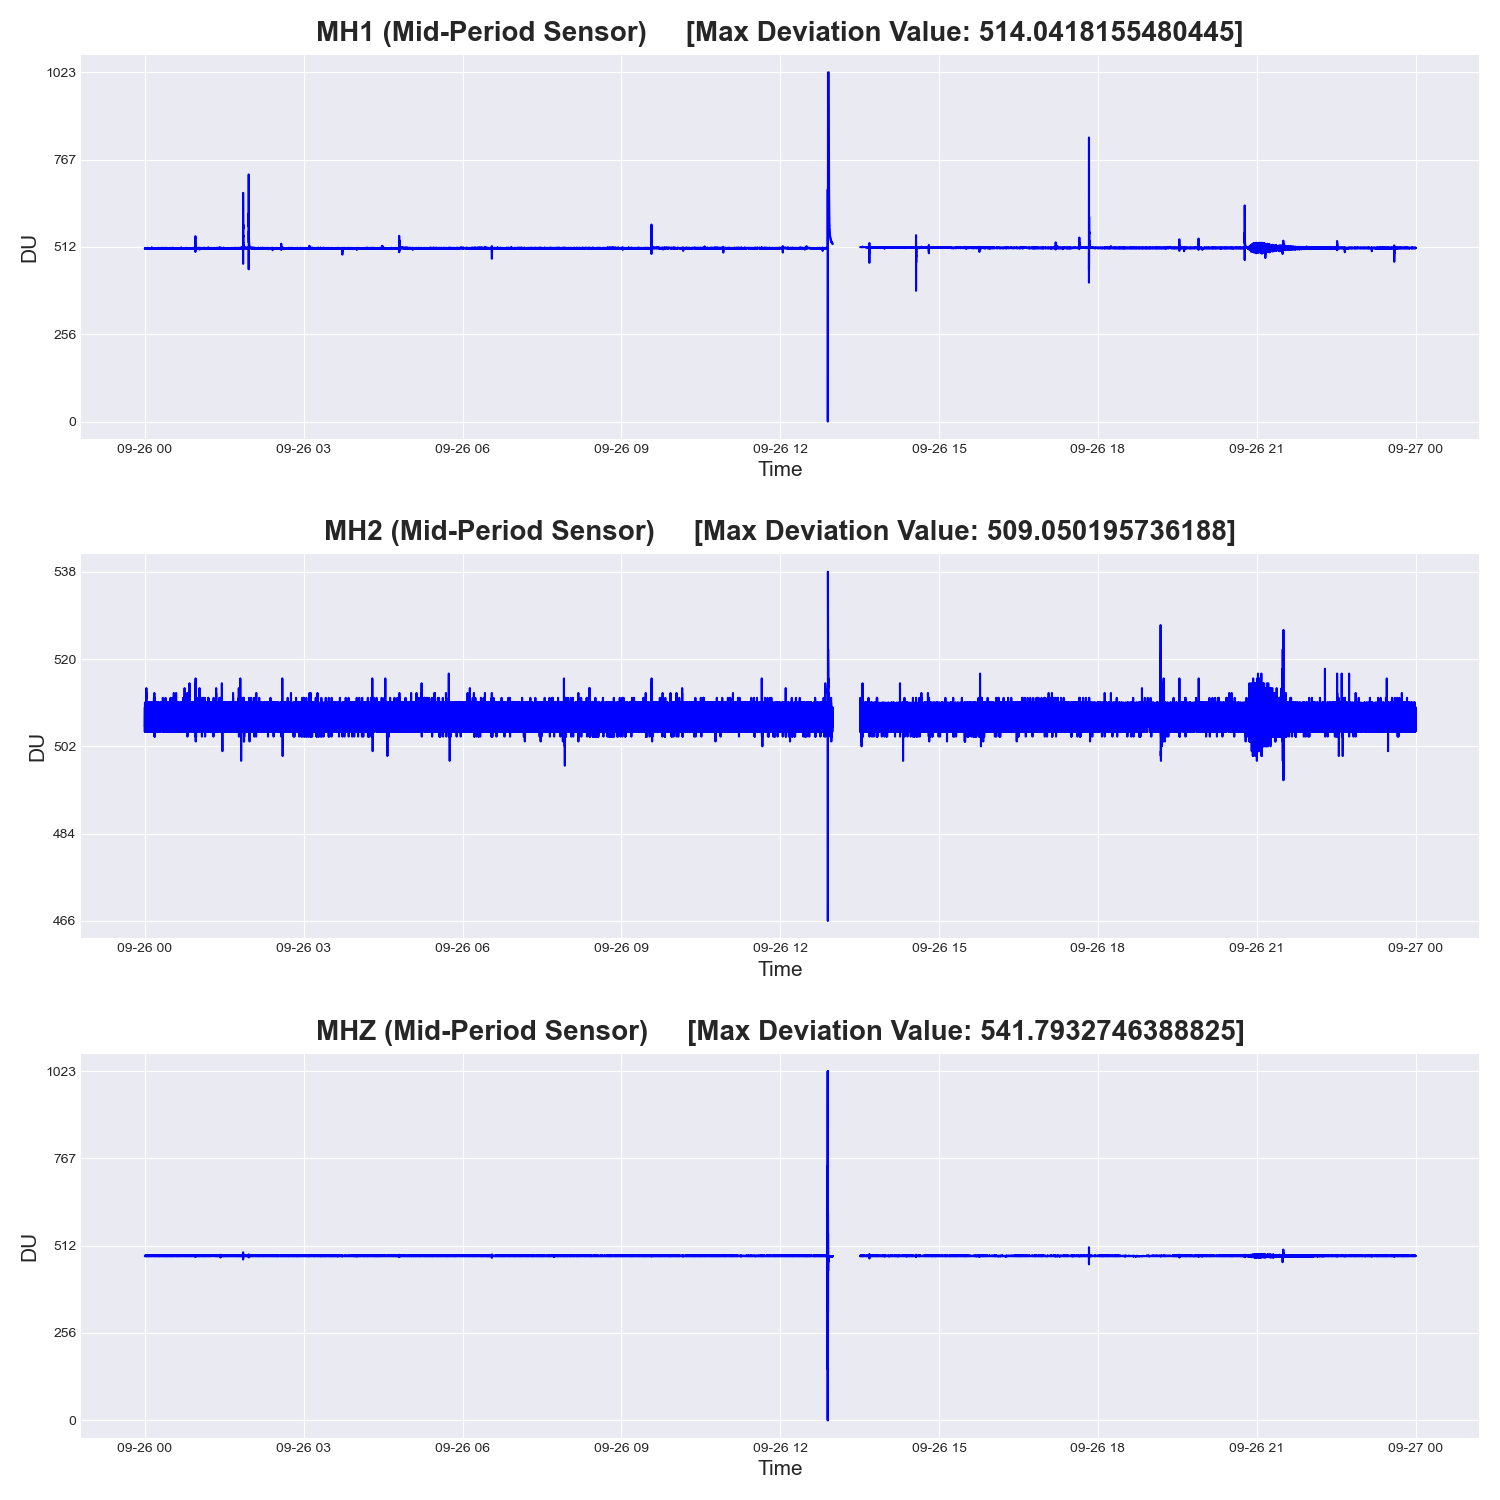 MH1 (Mid-Period Sensor) [Max Deviation Value: 514.0418155480445]
1023
767
512
256
0
DU
09-26 00 09-26 03 09-26 06 09-26 09 09-26 12 09-26 15 09-26 18 09-26 21 09-27 00
Time
MH2 (Mid-Period Sensor) [Max Deviation Value: 509.050195736188]
538
520
502
484
466
DU
09-26 00 09-26 03 09-26 06 09-26 09 09-26 12 09-26 15 09-26 18 09-26 21 09-27 00
Time
MHZ (Mid-Period Sensor) [Max Deviation Value: 541.7932746388825]
1023
767
512
256
0
DU
09-26 00 09-26 03 09-26 06 09-26 09 09-26 12 09-26 15 09-26 18 09-26 21 09-27 00
Time